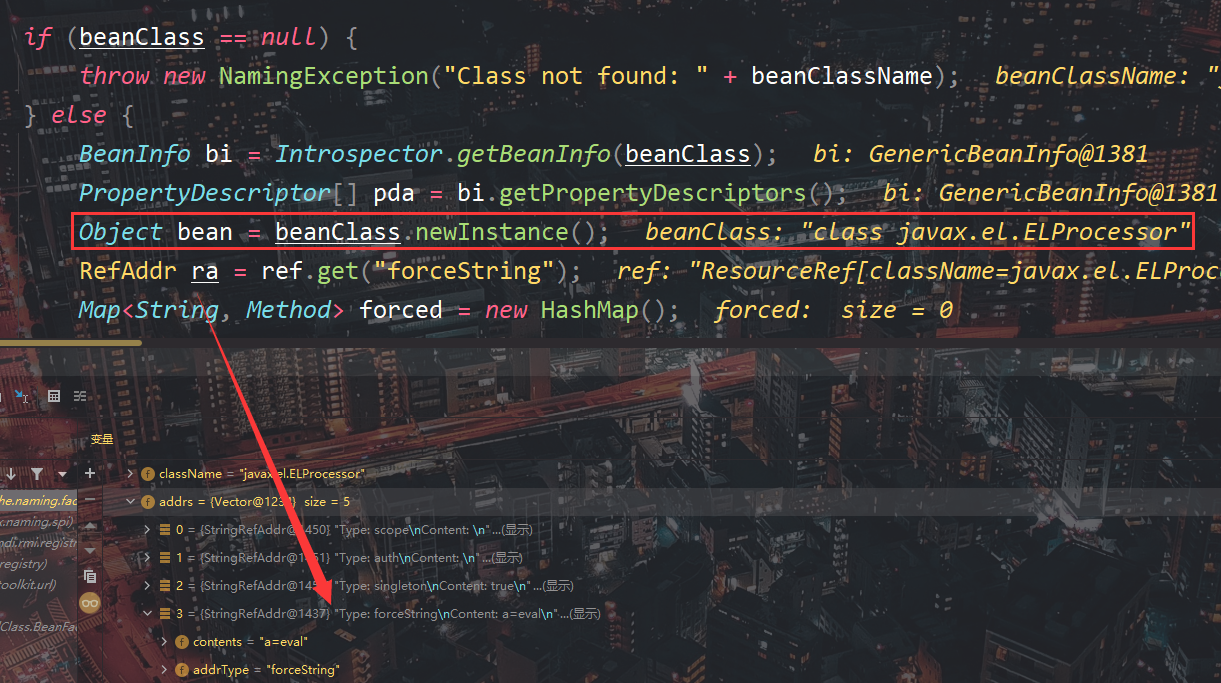 if (beanClass == null) {
throw new NamingException("Class not found: " + beanClassName); beanClassName: "
} else {
BeanInfo bi = Introspector.getBeanInfo(beanClass); bi: GenericBeanInfo@1381
PropertyDescriptor[] pda = bi.getPropertyDescriptors(); bi: GenericBeanInfo@1381
Object bean = beanClass.newInstance(); beanClass: "class javax.el.ELProcessor"
RefAddr ra = ref.get("forceString"); ref: "ResourceRef[className=javax.el.ELProce
Map<String, Method> forced = new HashMap(); forced: size = 0
变量
className = "javax.el.ELProcessor"
he.naming.fac
addrs = {Vector@123 } size = 5
.naming.spi)
0 = {StringRefAddr@1450} "Type: scope\nContent: \n"...(显示)
ndi.rmi.registr
1 = {StringRefAddr@1451} "Type: auth\nContent: \n"...(显示)
registry)
2 = {StringRefAddr@145 } "Type: singleton\nContent: true\n"...(显示)
oolkit.url)
3 = {StringRefAddr@1437} "Type: forceString\nContent: a=eval\n"...(显示)
lClass.BeanFac
contents = "a=eval"
addrType = "forceString"